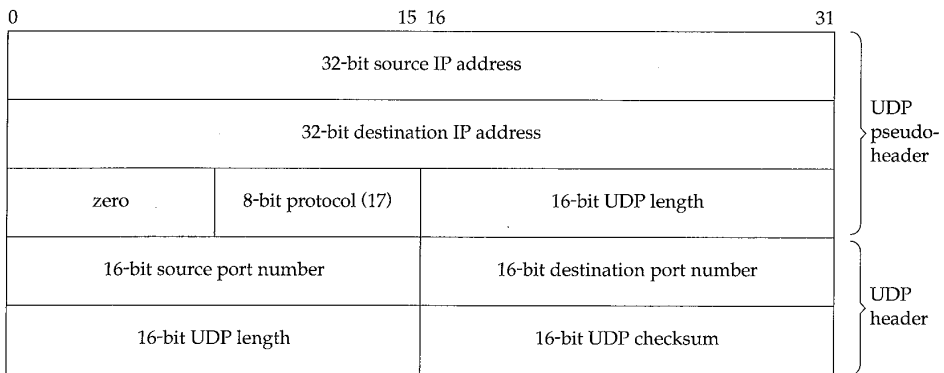 0 15 16 31
32-bit source IP address
32-bit destination IP address
UDP
pseudo-
header
zero 8-bit protocol (17) 16-bit UDP length
16-bit source port number 16-bit destination port number
UDP
header
16-bit UDP length 16-bit UDP checksum